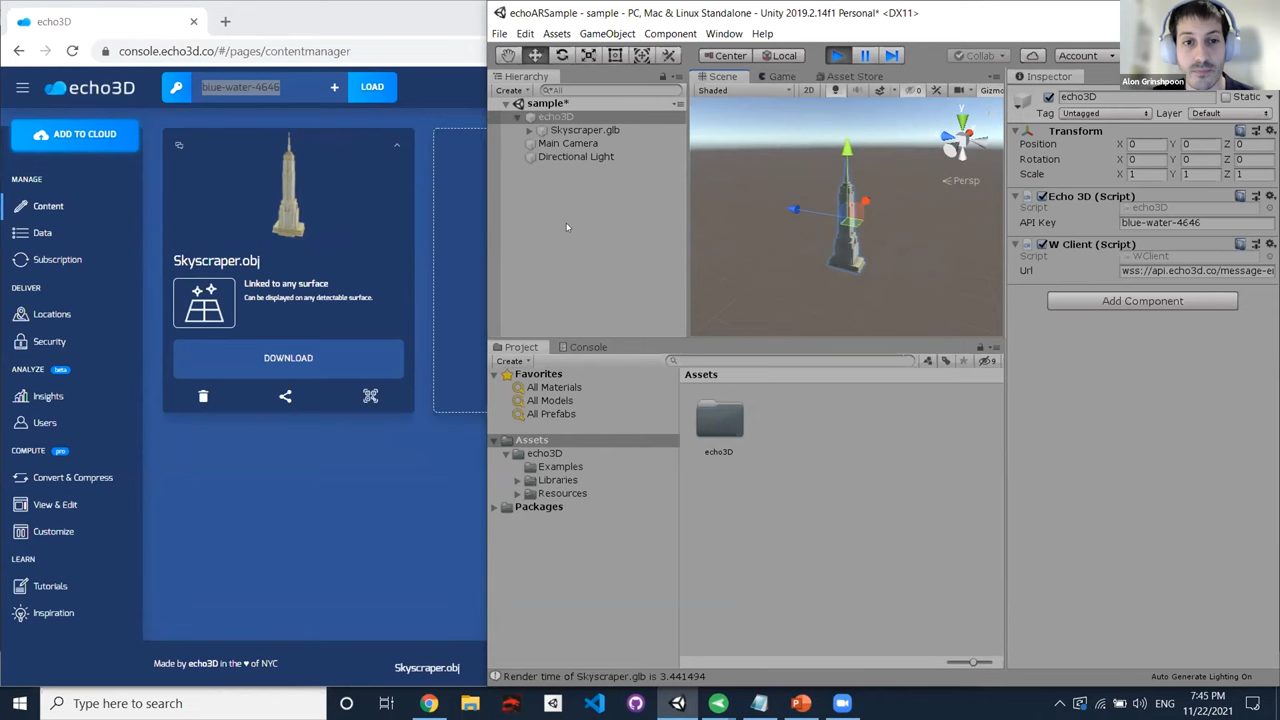 echo3D
console.echo3d.co/#/pages/contentmanager
echo3D
blue-water-4646
LOAD
ADD TO CLOUD
MANAGE
Content
Data
Subscription
DELIVER
Locations
Security
ANALYZE beta
Insights
Users
COMPUTE pro
Convert & Compress
View & Edit
Customize
LEARN
Tutorials
Inspiration
Skyscraper.obj
Linked to any surface
Can be displayed on any detectable surface.
DOWNLOAD
Made by echo3D in the ♥ of NYC
Skyscraper.obj
echoARSample - sample - PC, Mac & Linux Standalone - Unity 2019.2.14f1 Personal* <DX11>
File Edit Assets GameObject Component Window Help
Center Local Collab Account
Hierarchy
Create All
sample*
echo3D
Skyscraper.glb
Main Camera
Directional Light
Scene Game Asset Store
Shaded 2D 0 Gizmo
y
Persp
Alon Grinshpoon
Inspector
echo3D Static
Tag Untagged Layer Default
Transform
Position X 0 Y 0 Z 0
Rotation X 0 Y 0 Z 0
Scale X 1 Y 1 Z 1
Echo 3D (Script)
Script echo3D
API Key blue-water-4646
W Client (Script)
Script WClient
Url wss://api.echo3d.co/message-e
Add Component
Project Console
Create 9
Favorites
All Materials
All Models
All Prefabs
Assets
echo3D
Examples
Libraries
Resources
Packages
Assets
echo3D
Render time of Skyscraper.glb is 3.441494
Auto Generate Lighting On
Type here to search
ENG
7:45 PM
11/22/2021